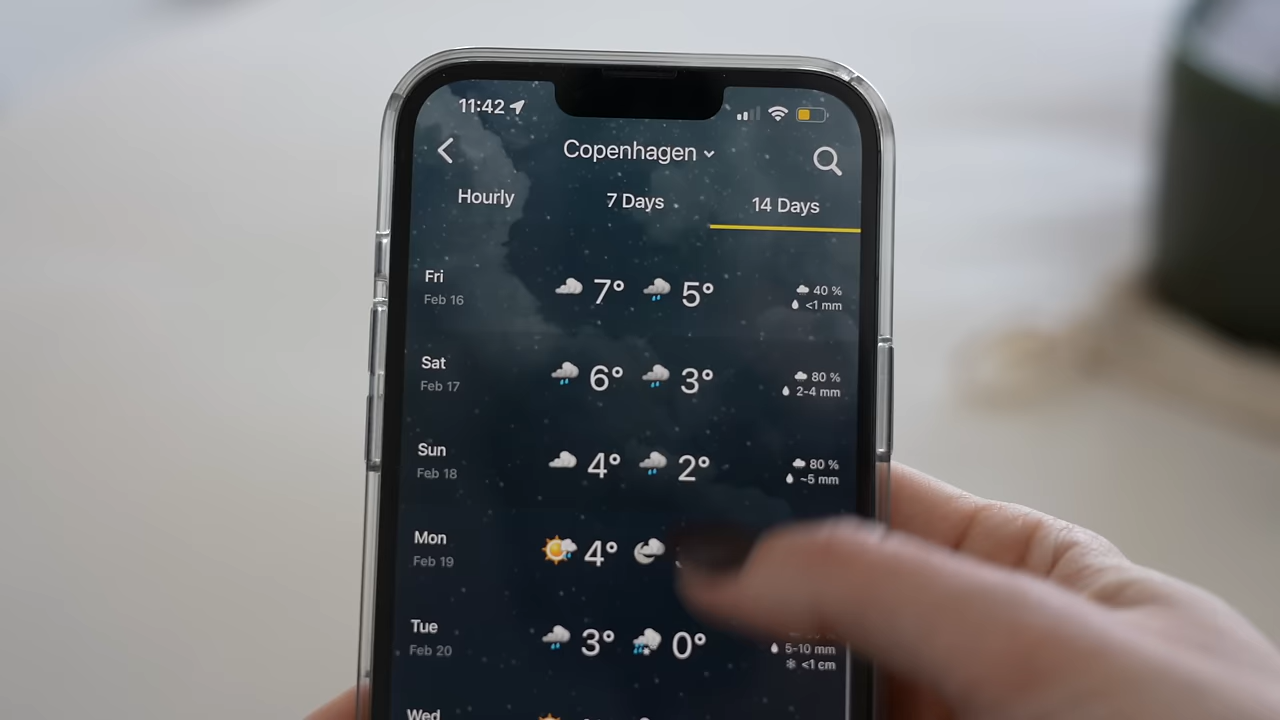 11:42
Copenhagen
Hourly 7 Days 14 Days
Fri
Feb 16
7° 5°
40 %
<1 mm
Sat
Feb 17
6° 3°
80 %
2-4 mm
Sun
Feb 18
4° 2°
80 %
~5 mm
Mon
Feb 19
4°
Tue
Feb 20
3° 0°
5-10 mm
<1 cm
Wed